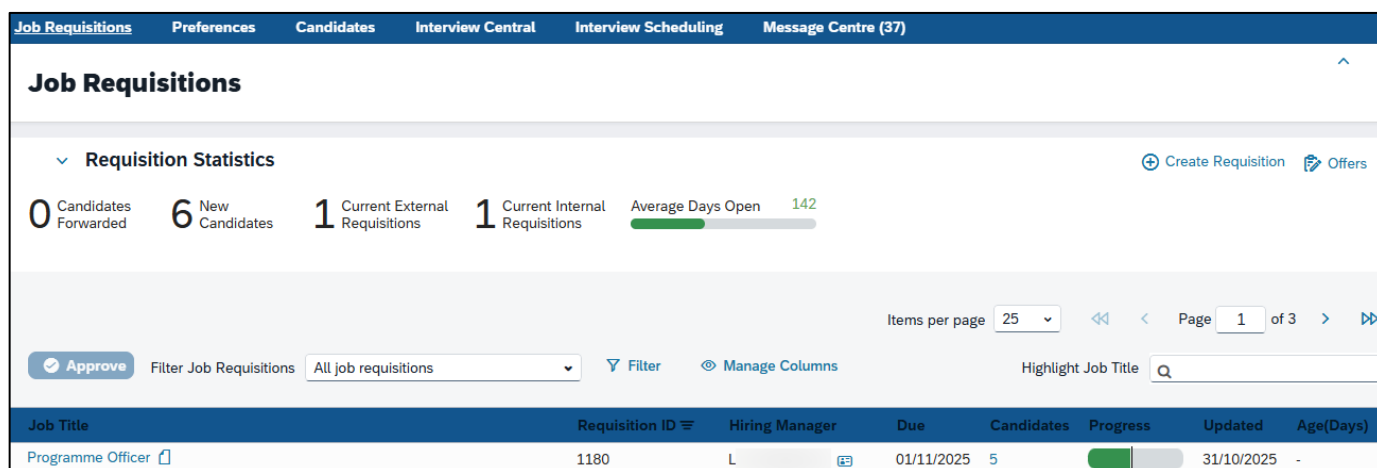 Job Requisitions Preferences Candidates Interview Central Interview Scheduling Message Centre (37)
Job Requisitions
Requisition Statistics Create Requisition Offers
0 Candidates Forwarded 6 New Candidates 1 Current External Requisitions 1 Current Internal Requisitions Average Days Open 142
Items per page 25 Page 1 of 3
Approve Filter Job Requisitions All job requisitions Filter Manage Columns Highlight Job Title
Job Title Requisition ID Hiring Manager Due Candidates Progress Updated Age(Days)
Programme Officer 1180 L 01/11/2025 5 31/10/2025 -